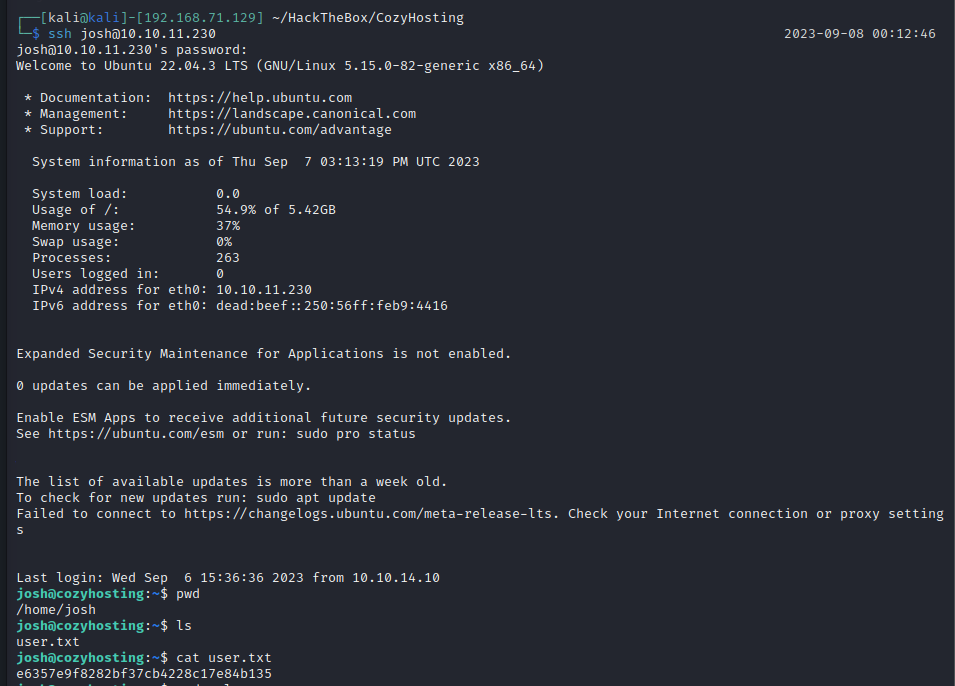 ┌──[kali@kali]-[192.168.71.129] ~/HackTheBox/CozyHosting
└─$ ssh josh@10.10.11.230 2023-09-08 00:12:46
josh@10.10.11.230's password:
Welcome to Ubuntu 22.04.3 LTS (GNU/Linux 5.15.0-82-generic x86_64)
* Documentation: https://help.ubuntu.com
* Management: https://landscape.canonical.com
* Support: https://ubuntu.com/advantage
System information as of Thu Sep 7 03:13:19 PM UTC 2023
System load: 0.0
Usage of /: 54.9% of 5.42GB
Memory usage: 37%
Swap usage: 0%
Processes: 263
Users logged in: 0
IPv4 address for eth0: 10.10.11.230
IPv6 address for eth0: dead:beef::250:56ff:feb9:4416
Expanded Security Maintenance for Applications is not enabled.
0 updates can be applied immediately.
Enable ESM Apps to receive additional future security updates.
See https://ubuntu.com/esm or run: sudo pro status
The list of available updates is more than a week old.
To check for new updates run: sudo apt update
Failed to connect to https://changelogs.ubuntu.com/meta-release-lts. Check your Internet connection or proxy setting
s
Last login: Wed Sep 6 15:36:36 2023 from 10.10.14.10
josh@cozyhosting:~$ pwd
/home/josh
josh@cozyhosting:~$ ls
user.txt
josh@cozyhosting:~$ cat user.txt
e6357e9f8282bf37cb4228c17e84b135